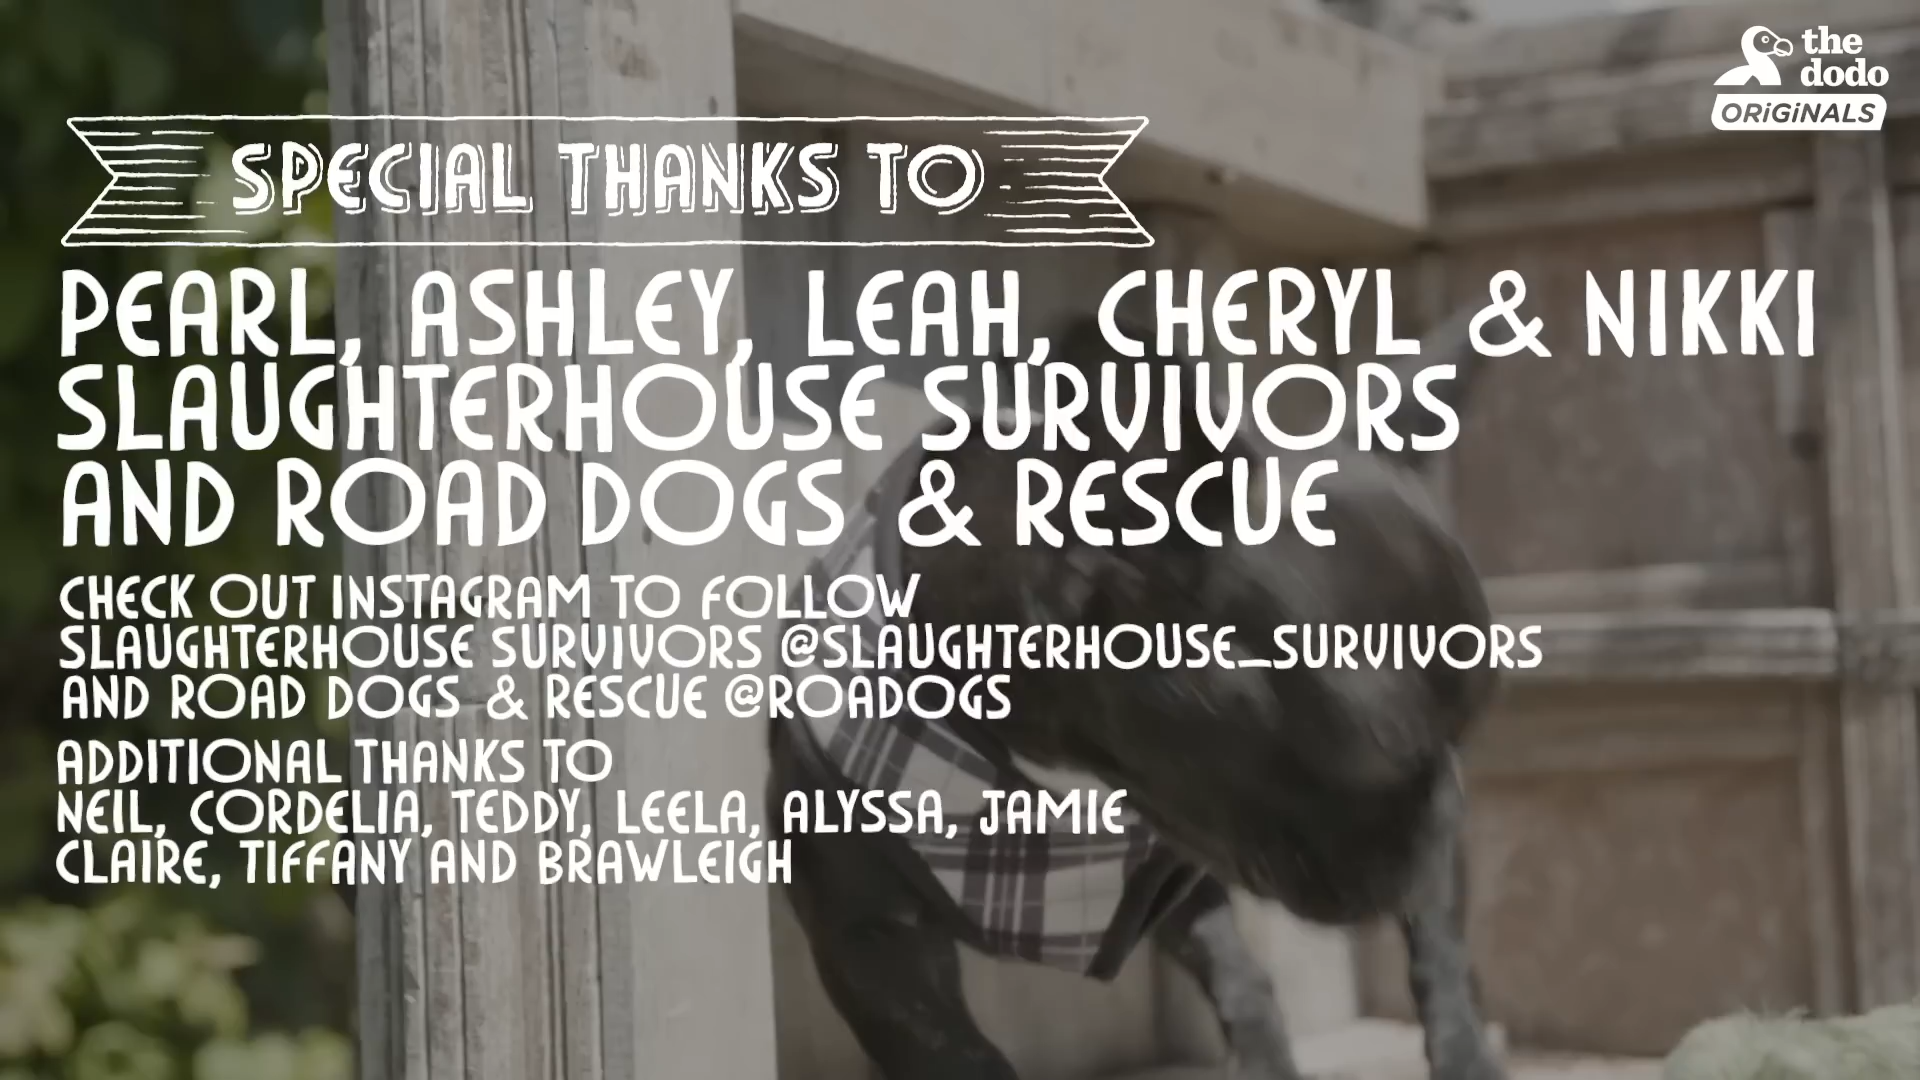 the
dodo
ORiGiNALS
SPECIAL THANKS TO
PEARL, ASHLEY, LEAH, CHERYL & NIKKI
SLAUGHTERHOUSE SURVIVORS
AND ROAD DOGS & RESCUE
CHECK OUT INSTAGRAM TO FOLLOW
SLAUGHTERHOUSE SURVIVORS @SLAUGHTERHOUSE_SURVIVORS
AND ROAD DOGS & RESCUE @ROADOGS
ADDITIONAL THANKS TO
NEIL, CORDELIA, TEDDY, LEELA, ALYSSA, JAMIE
CLAIRE, TIFFANY AND BRAWLEIGH